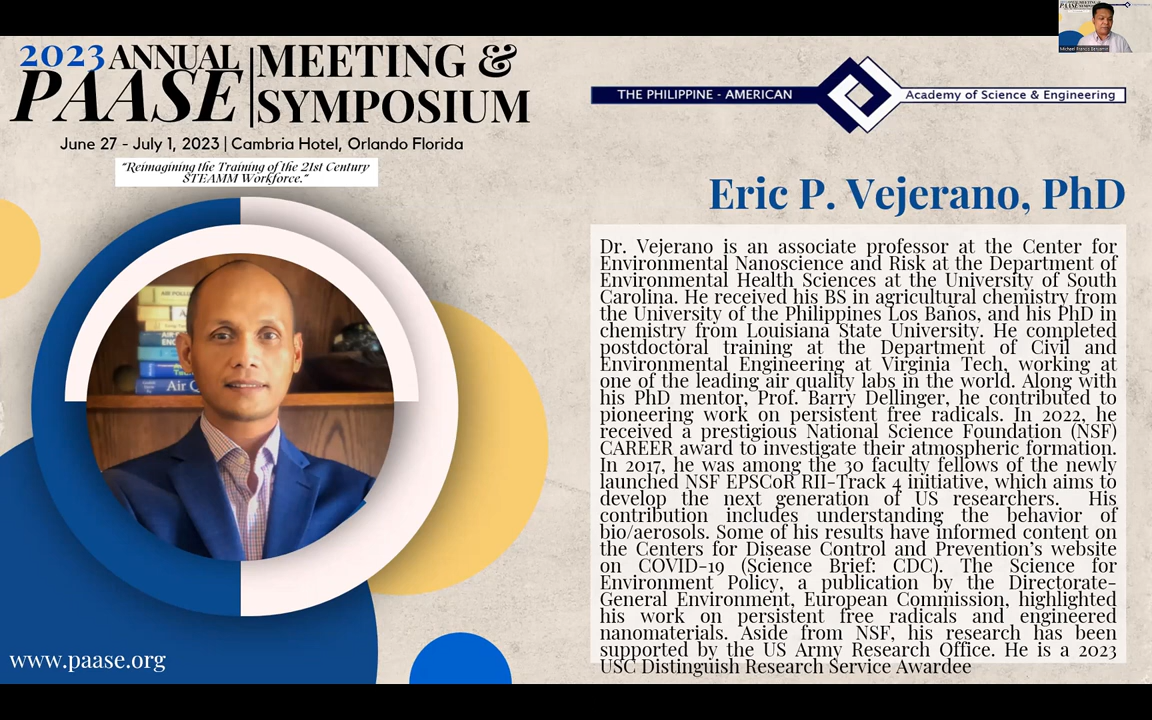 2023 ANNUAL
PAASE
MEETING &
SYMPOSIUM
June 27 - July 1, 2023 | Cambria Hotel, Orlando Florida
"Reimagining the Training of the 21st Century
STEAMM Workforce."
THE PHILIPPINE - AMERICAN
Academy of Science & Engineering
Eric P. Vejerano, PhD
Dr. Vejerano is an associate professor at the Center for
Environmental Nanoscience and Risk at the Department of
Environmental Health Sciences at the University of South
Carolina. He received his BS in agricultural chemistry from
the University of the Philippines Los Baños, and his PhD in
chemistry from Louisiana State University. He completed
postdoctoral training at the Department of Civil and
Environmental Engineering at Virginia Tech, working at
one of the leading air quality labs in the world. Along with
his PhD mentor, Prof. Barry Dellinger, he contributed to
pioneering work on persistent free radicals. In 2022, he
received a prestigious National Science Foundation (NSF)
CAREER award to investigate their atmospheric formation.
In 2017, he was among the 30 faculty fellows of the newly
launched NSF EPSCoR RII-Track 4 initiative, which aims to
develop the next generation of US researchers. His
contribution includes understanding the behavior of
bio/aerosols. Some of his results have informed content on
the Centers for Disease Control and Prevention's website
on COVID-19 (Science Brief: CDC). The Science for
Environment Policy, a publication by the Directorate-
General Environment, European Commission, highlighted
his work on persistent free radicals and engineered
nanomaterials. Aside from NSF, his research has been
supported by the US Army Research Office. He is a 2023
USC Distinguish Research Service Awardee
www.paase.org